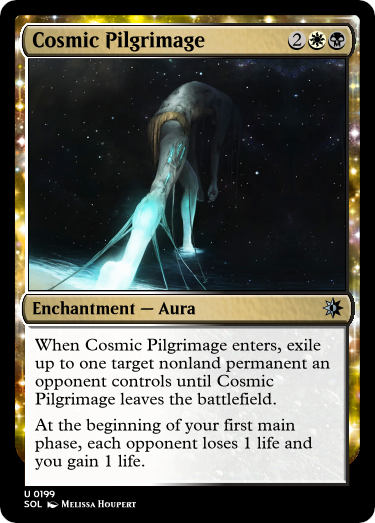 Cosmic Pilgrimage 2
Enchantment — Aura
When Cosmic Pilgrimage enters, exile
up to one target nonland permanent an
opponent controls until Cosmic
Pilgrimage leaves the battlefield.
At the beginning of your first main
phase, each opponent loses 1 life and
you gain 1 life.
U 0199
SOL Melissa Houpert